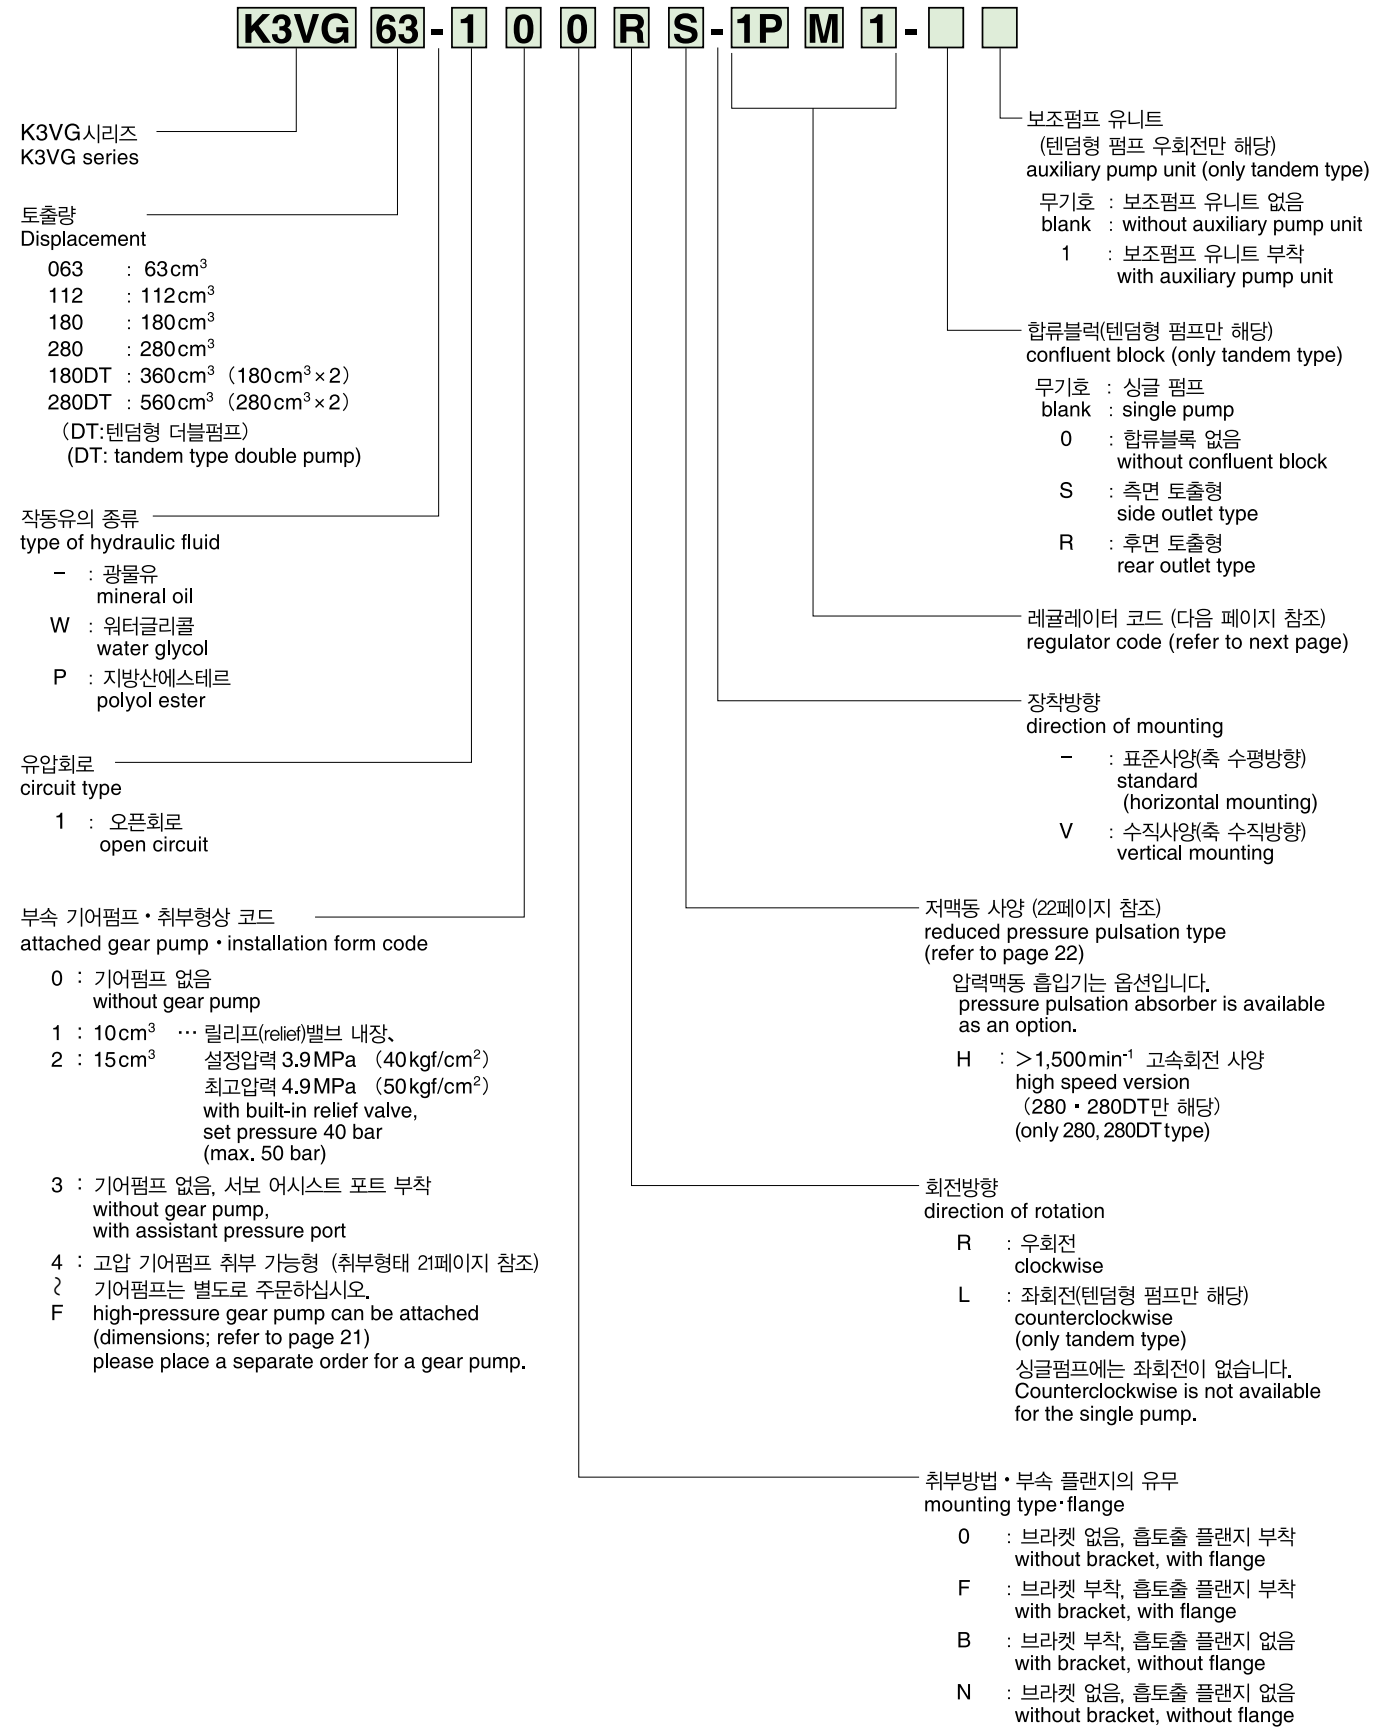 K3VG 63 - 1 0 0 R S - 1P M 1 -
K3VG시리즈
K3VG series
토출량
Displacement
063 : 63cm³
112 : 112cm³
180 : 180cm³
280 : 280cm³
180DT : 360cm³ (180cm³×2)
280DT : 560cm³ (280cm³×2)
(DT:텐덤형 더블펌프)
(DT: tandem type double pump)
작동유의 종류
type of hydraulic fluid
– : 광물유
mineral oil
W : 워터글리콜
water glycol
P : 지방산에스테르
polyol ester
유압회로
circuit type
1 : 오픈회로
open circuit
부속 기어펌프・취부형상 코드
attached gear pump・installation form code
0 : 기어펌프 없음
without gear pump
1 : 10cm³ … 릴리프(relief)밸브 내장、
2 : 15cm³ 설정압력 3.9MPa (40kgf/cm²)
최고압력 4.9MPa (50kgf/cm²)
with built-in relief valve,
set pressure 40 bar
(max. 50 bar)
3 : 기어펌프 없음, 서보 어시스트 포트 부착
without gear pump,
with assistant pressure port
4 : 고압 기어펌프 취부 가능형 (취부형태 21페이지 참조)
~ 기어펌프는 별도로 주문하십시오.
F high-pressure gear pump can be attached
(dimensions; refer to page 21)
please place a separate order for a gear pump.
보조펌프 유니트
(텐덤형 펌프 우회전만 해당)
auxiliary pump unit (only tandem type)
무기호 : 보조펌프 유니트 없음
blank : without auxiliary pump unit
1 : 보조펌프 유니트 부착
with auxiliary pump unit
합류블럭(텐덤형 펌프만 해당)
confluent block (only tandem type)
무기호 : 싱글 펌프
blank : single pump
0 : 합류블록 없음
without confluent block
S : 측면 토출형
side outlet type
R : 후면 토출형
rear outlet type
레귤레이터 코드 (다음 페이지 참조)
regulator code (refer to next page)
장착방향
direction of mounting
– : 표준사양(축 수평방향)
standard
(horizontal mounting)
V : 수직사양(축 수직방향)
vertical mounting
저맥동 사양 (22페이지 참조)
reduced pressure pulsation type
(refer to page 22)
압력맥동 흡입기는 옵션입니다.
pressure pulsation absorber is available
as an option.
H : >1,500min⁻¹ 고속회전 사양
high speed version
(280・280DT만 해당)
(only 280, 280DT type)
회전방향
direction of rotation
R : 우회전
clockwise
L : 좌회전(텐덤형 펌프만 해당)
counterclockwise
(only tandem type)
싱글펌프에는 좌회전이 없습니다.
Counterclockwise is not available
for the single pump.
취부방법・부속 플랜지의 유무
mounting type・flange
0 : 브라켓 없음, 흡토출 플랜지 부착
without bracket, with flange
F : 브라켓 부착, 흡토출 플랜지 부착
with bracket, with flange
B : 브라켓 부착, 흡토출 플랜지 없음
with bracket, without flange
N : 브라켓 없음, 흡토출 플랜지 없음
without bracket, without flange